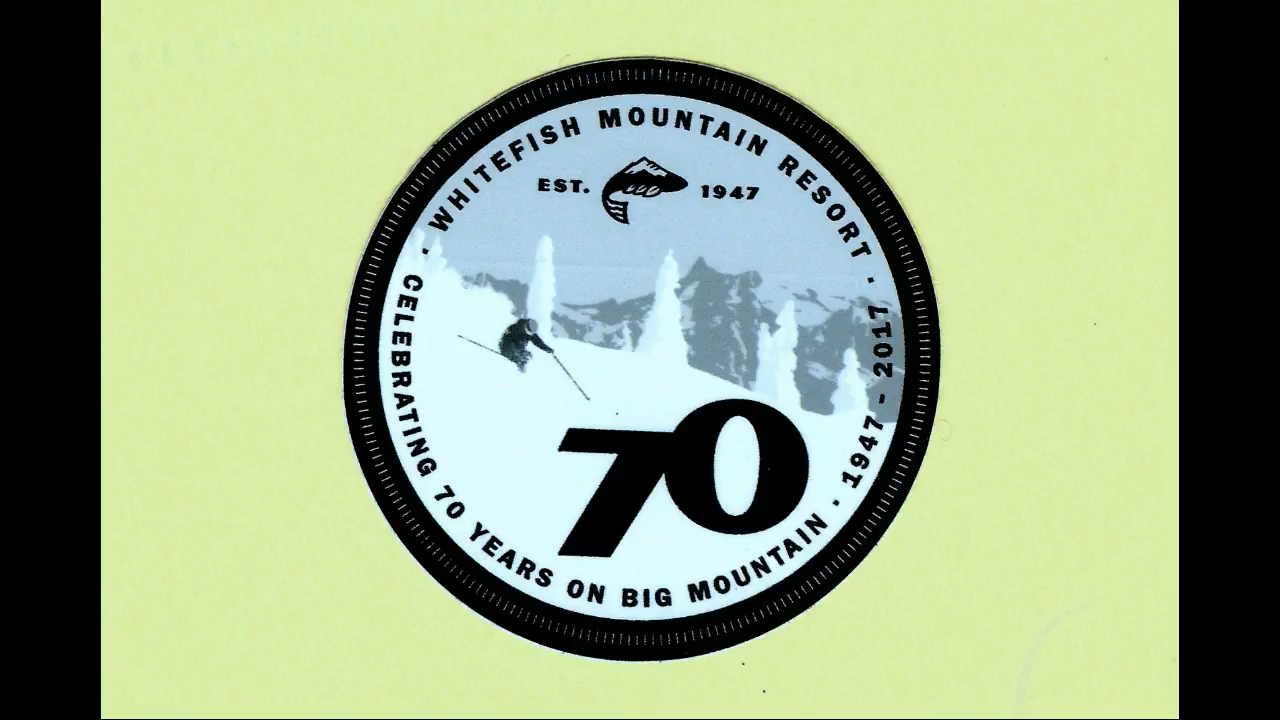 · WHITEFISH MOUNTAIN RESORT ·
EST. 1947
70
CELEBRATING 70 YEARS ON BIG MOUNTAIN · 1947 - 2017